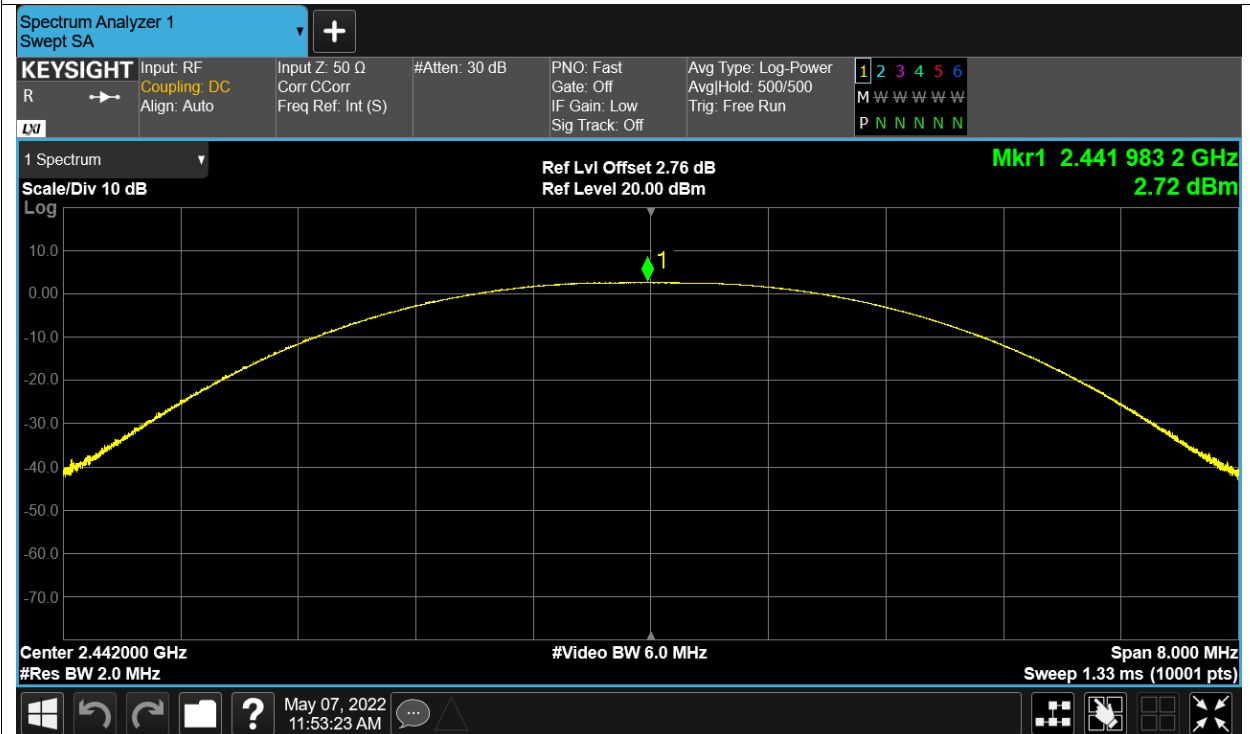 Spectrum Analyzer 1
Swept SA
KEYSIGHT
R
LXI
Input: RF
Coupling: DC
Align: Auto
Input Z: 50 Ω
Corr CCorr
Freq Ref: Int (S)
#Atten: 30 dB
PNO: Fast
Gate: Off
IF Gain: Low
Sig Track: Off
Avg Type: Log-Power
Avg|Hold: 500/500
Trig: Free Run
1 2 3 4 5 6
M W W W W W
P N N N N N
1 Spectrum
Scale/Div 10 dB
Log
Ref Lvl Offset 2.76 dB
Ref Level 20.00 dBm
Mkr1 2.441 983 2 GHz
2.72 dBm
1
10.0
0.00
-10.0
-20.0
-30.0
-40.0
-50.0
-60.0
-70.0
Center 2.442000 GHz
#Res BW 2.0 MHz
#Video BW 6.0 MHz
Span 8.000 MHz
Sweep 1.33 ms (10001 pts)
?
May 07, 2022
11:53:23 AM